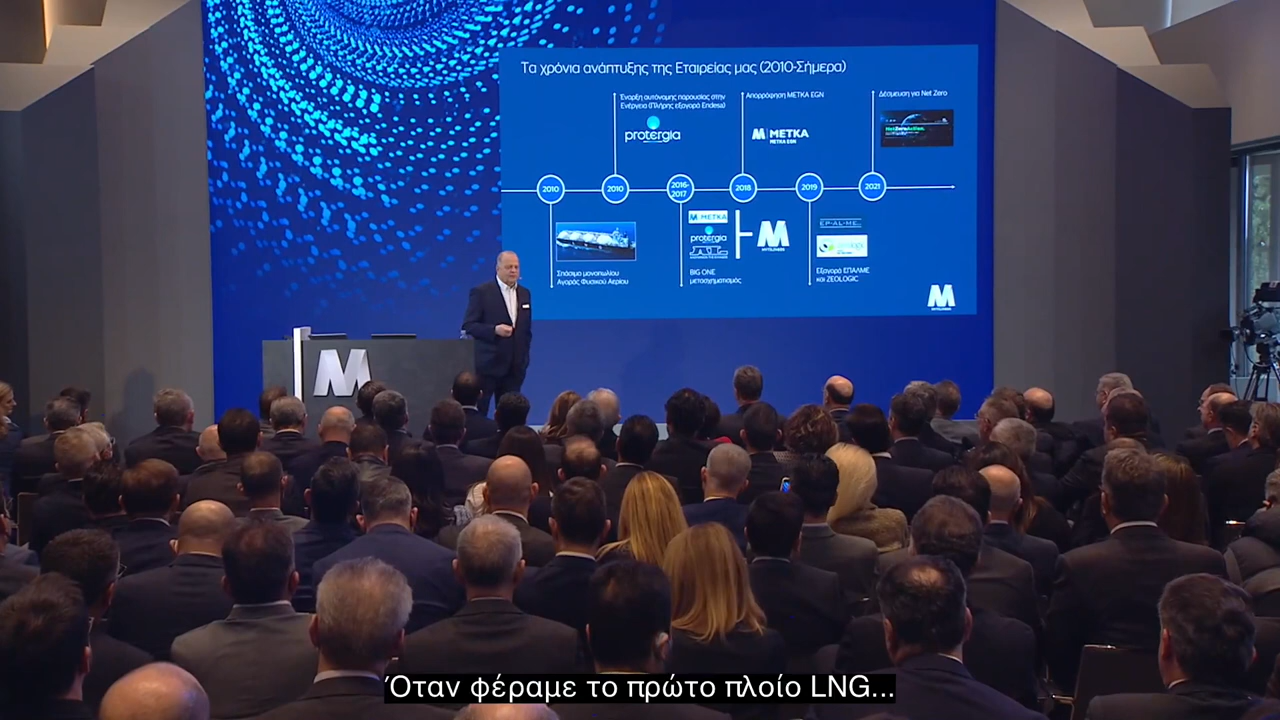 Τα χρόνια ανάπτυξης της Εταιρείας μας (2010-Σήμερα)
Έναρξη αυτόνομης παρουσίας στην
Ενέργεια (Πλήρης εξαγορά Endesa)
protergia
Απορρόφηση METKA EGN
METKA
METKA EGN
Δέσμευση για Net Zero
2010
2010
2016-
2017
2018
2019
2021
Σπάσιμο μονοπωλίου
Αγοράς Φυσικού Αερίου
METKA
protergia
BIG ONE
μετασχηματισμός
EP·AL·ME
Εξαγορά ΕΠΑΛΜΕ
και ZEOLOGIC
Όταν φέραμε το πρώτο πλοίο LNG...